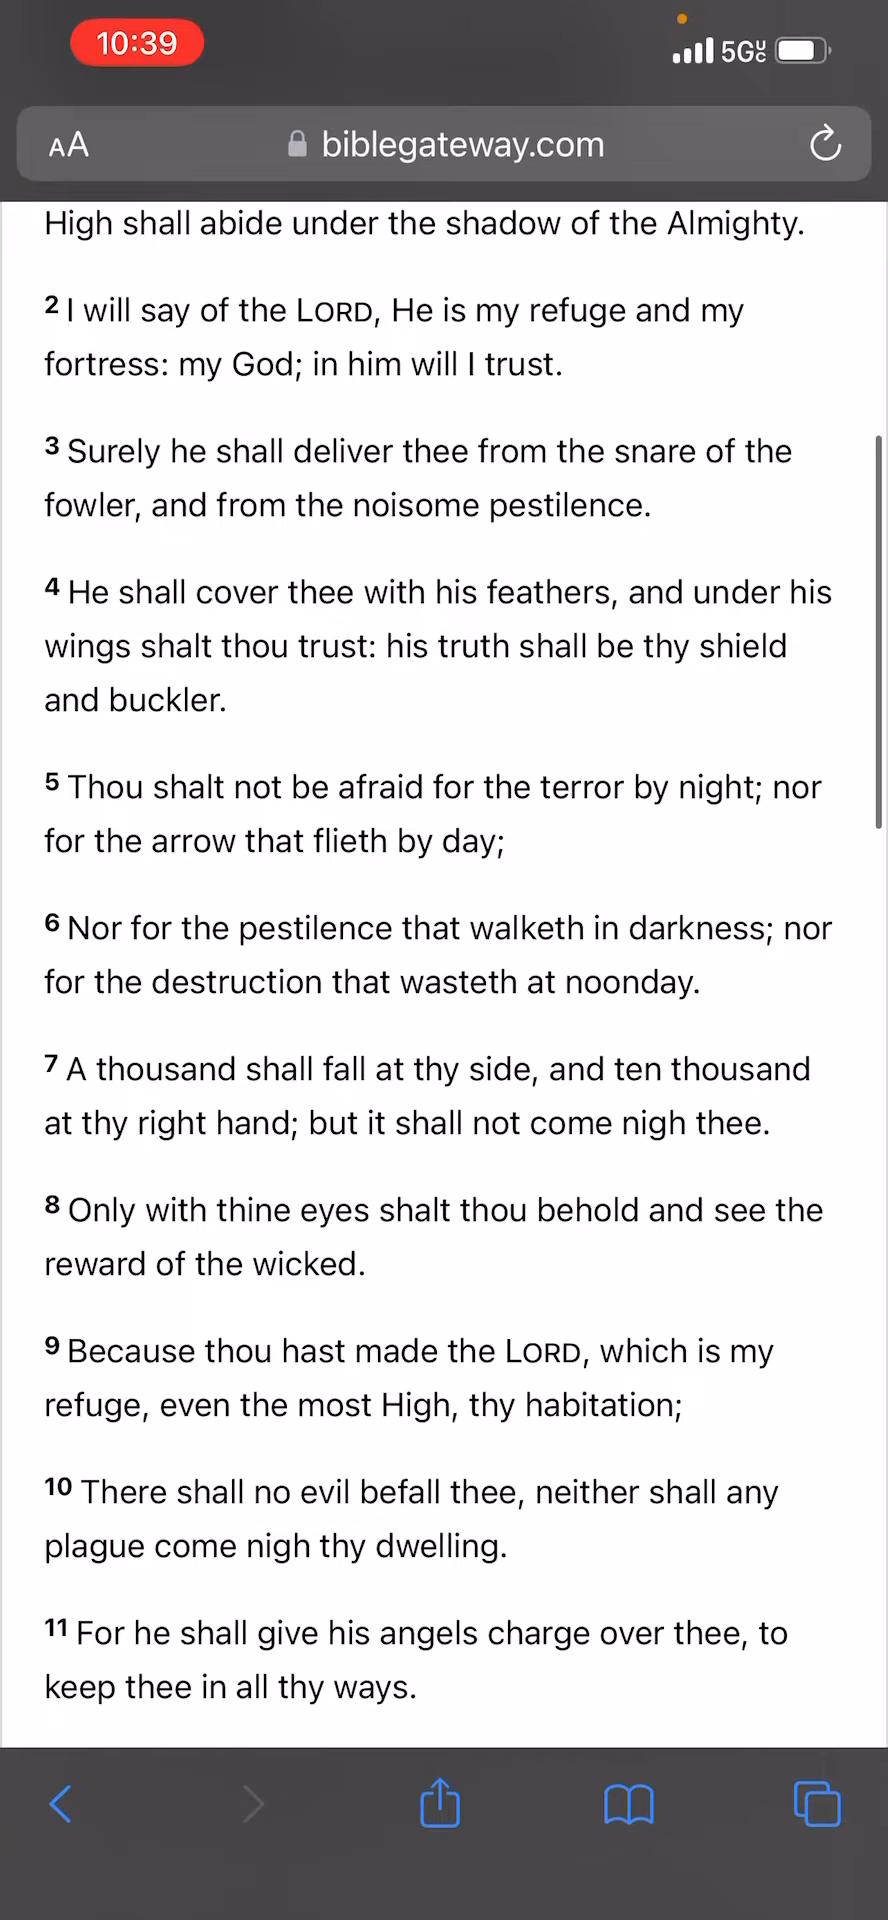 10:39
5GUC
AA
biblegateway.com
High shall abide under the shadow of the Almighty.
2 I will say of the LORD, He is my refuge and my
fortress: my God; in him will I trust.
3 Surely he shall deliver thee from the snare of the
fowler, and from the noisome pestilence.
4 He shall cover thee with his feathers, and under his
wings shalt thou trust: his truth shall be thy shield
and buckler.
5 Thou shalt not be afraid for the terror by night; nor
for the arrow that flieth by day;
6 Nor for the pestilence that walketh in darkness; nor
for the destruction that wasteth at noonday.
7 A thousand shall fall at thy side, and ten thousand
at thy right hand; but it shall not come nigh thee.
8 Only with thine eyes shalt thou behold and see the
reward of the wicked.
9 Because thou hast made the LORD, which is my
refuge, even the most High, thy habitation;
10 There shall no evil befall thee, neither shall any
plague come nigh thy dwelling.
11 For he shall give his angels charge over thee, to
keep thee in all thy ways.